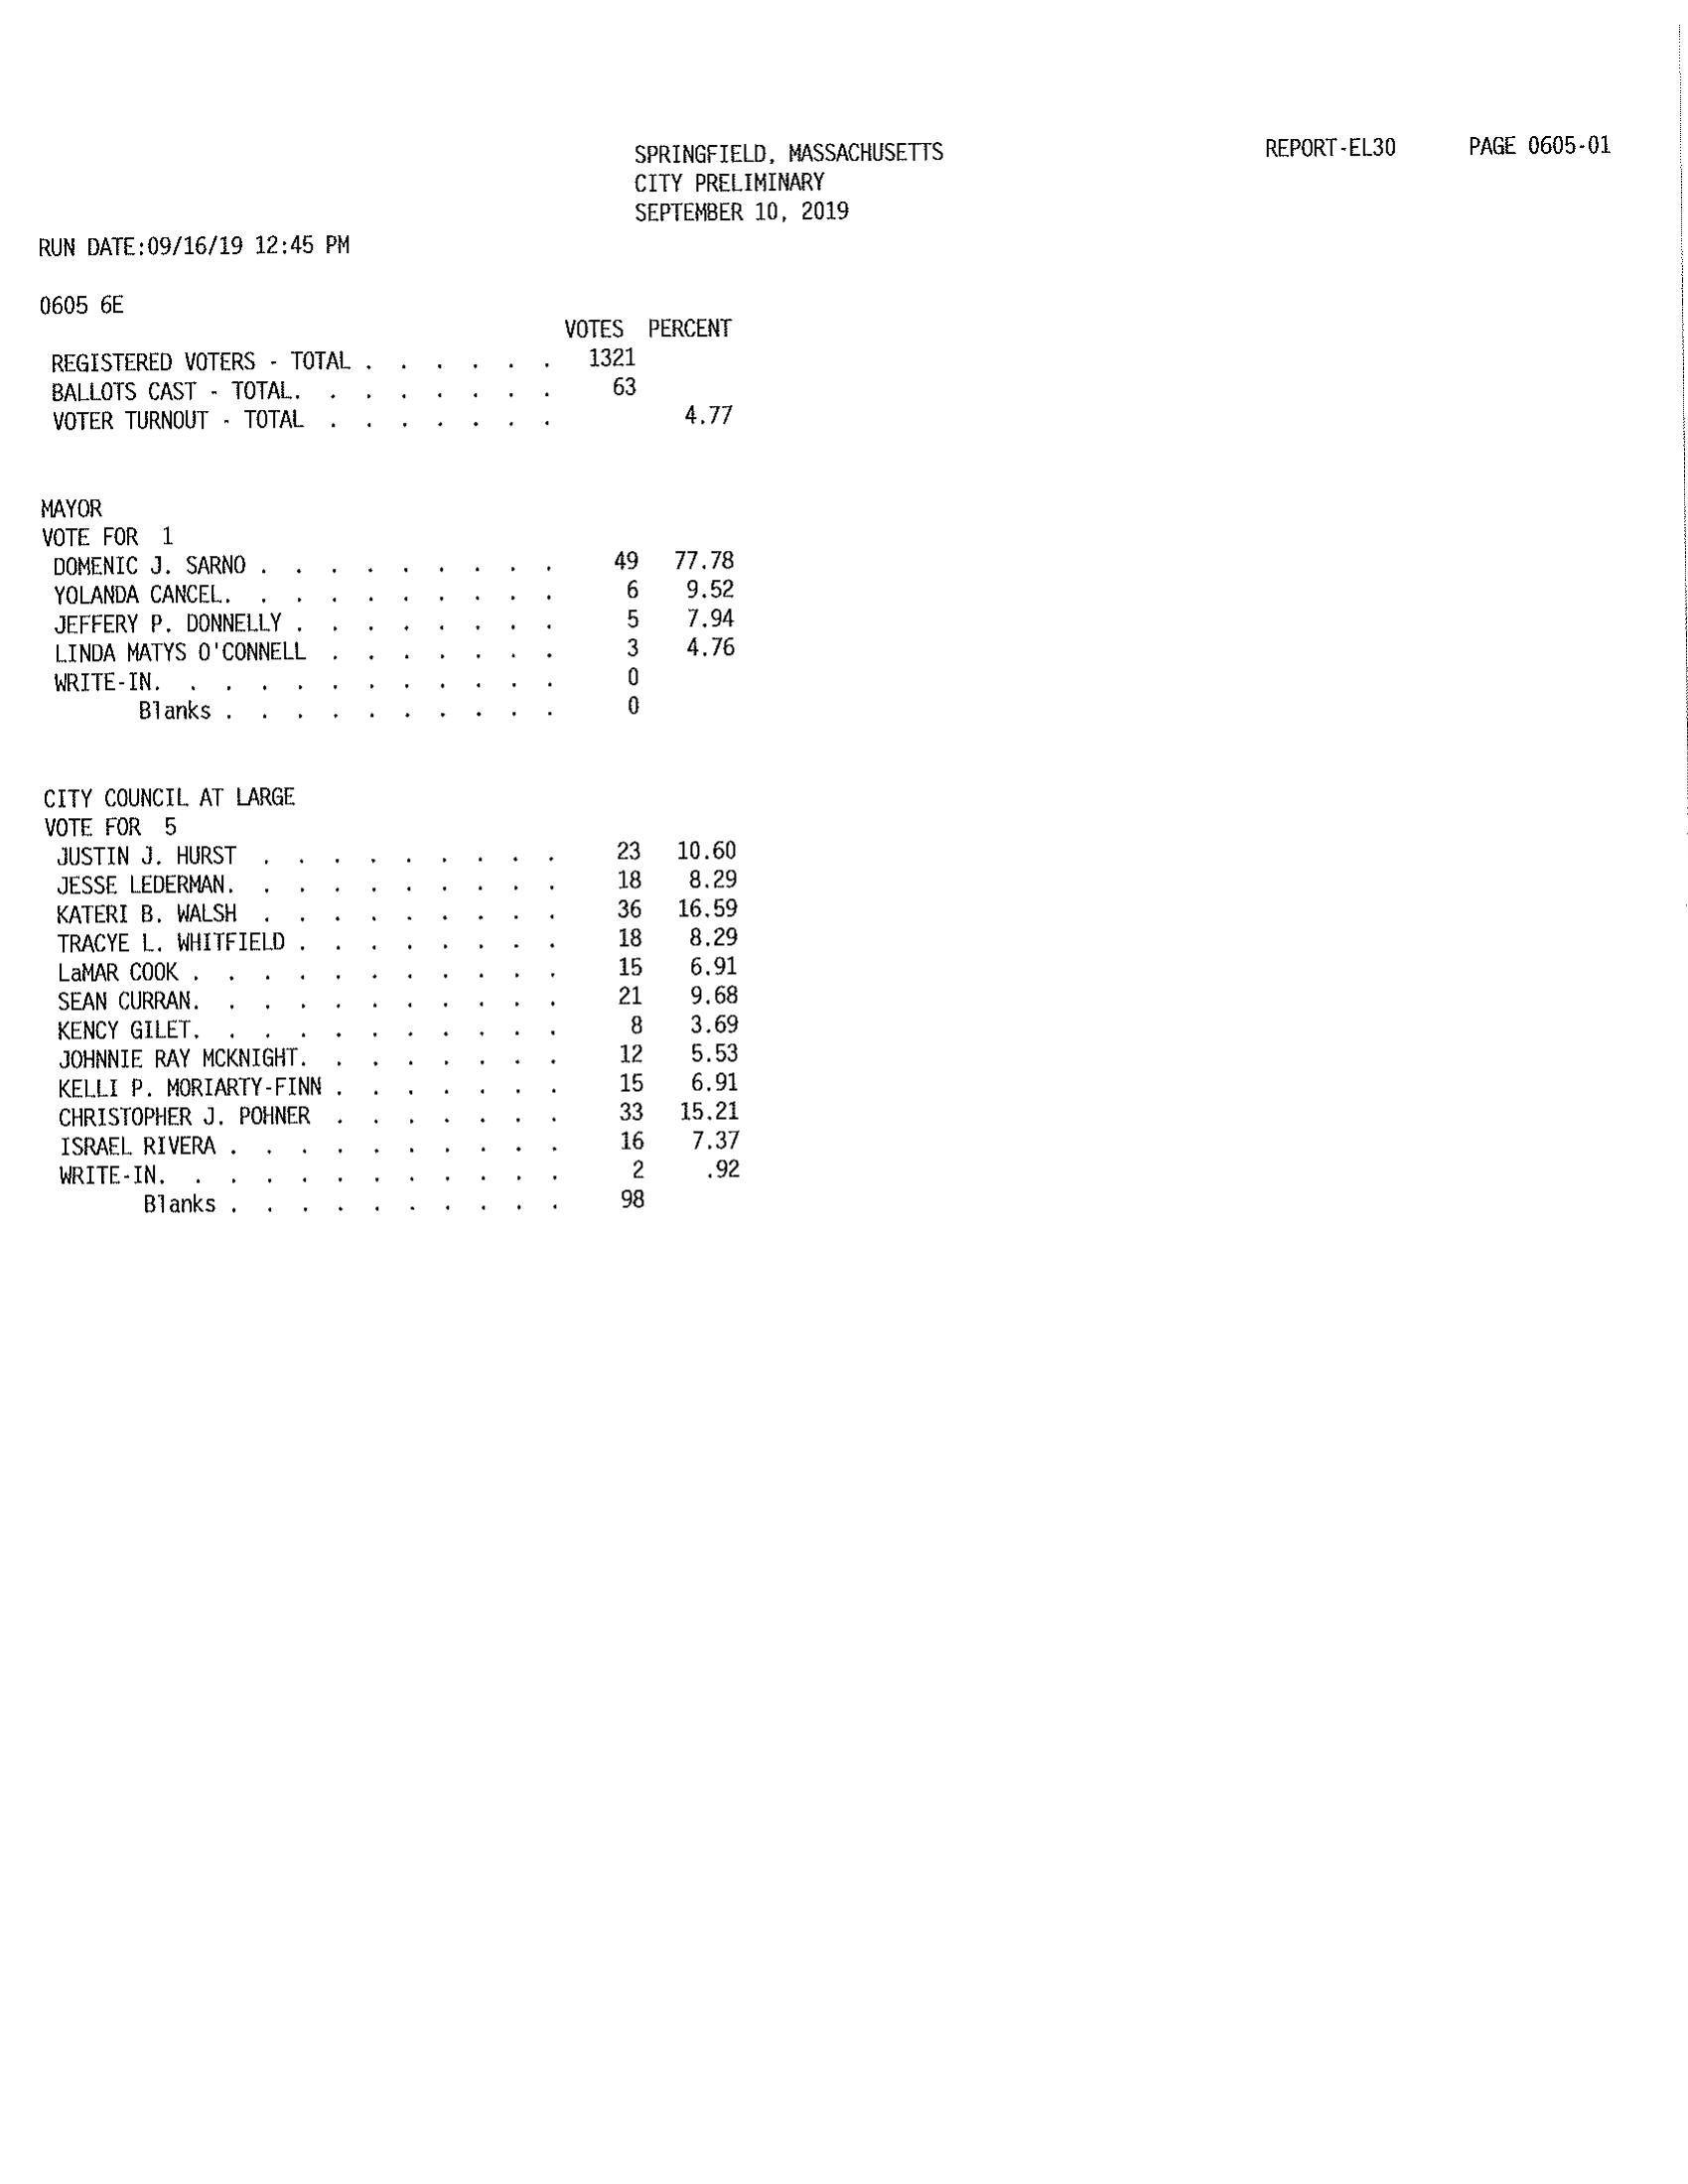 SPRINGFIELD, MASSACHUSETTS REPORT-EL30 PAGE 0605-01
CITY PRELIMINARY
SEPTEMBER 10, 2019
RUN DATE:09/16/19 12:45 PM
0605 6E
VOTES PERCENT
REGISTERED VOTERS - TOTAL . . . . . . 1321
BALLOTS CAST - TOTAL. . . . . . . . 63
VOTER TURNOUT - TOTAL . . . . . . . 4.77
MAYOR
VOTE FOR 1
DOMENIC J. SARNO . . . . . . . . . 49 77.78
YOLANDA CANCEL. . . . . . . . . . 6 9.52
JEFFERY P. DONNELLY . . . . . . . . 5 7.94
LINDA MATYS O'CONNELL . . . . . . . 3 4.76
WRITE-IN. . . . . . . . . . . . 0
Blanks . . . . . . . . . . 0
CITY COUNCIL AT LARGE
VOTE FOR 5
JUSTIN J. HURST . . . . . . . . . 23 10.60
JESSE LEDERMAN. . . . . . . . . . 18 8.29
KATERI B. WALSH . . . . . . . . . 36 16.59
TRACYE L. WHITFIELD . . . . . . . . 18 8.29
LaMAR COOK . . . . . . . . . . . 15 6.91
SEAN CURRAN. . . . . . . . . . . 21 9.68
KENCY GILET. . . . . . . . . . . 8 3.69
JOHNNIE RAY MCKNIGHT. . . . . . . . 12 5.53
KELLI P. MORIARTY-FINN . . . . . . . 15 6.91
CHRISTOPHER J. POHNER . . . . . . . 33 15.21
ISRAEL RIVERA . . . . . . . . . . 16 7.37
WRITE-IN. . . . . . . . . . . . 2 .92
Blanks . . . . . . . . . . 98